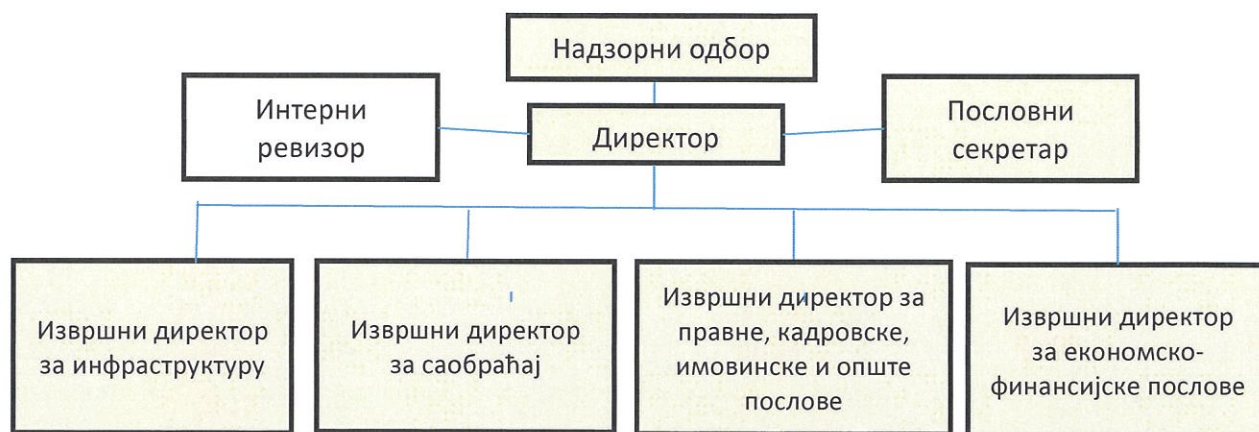 Надзорни одбор
Интерни
ревизор
Директор
Пословни
секретар
Извршни директор
за инфраструктуру
Извршни директор
за саобраћај
Извршни директор за
правне, кадровске,
имовинске и опште
послове
Извршни директор
за економско-
финансијске послове